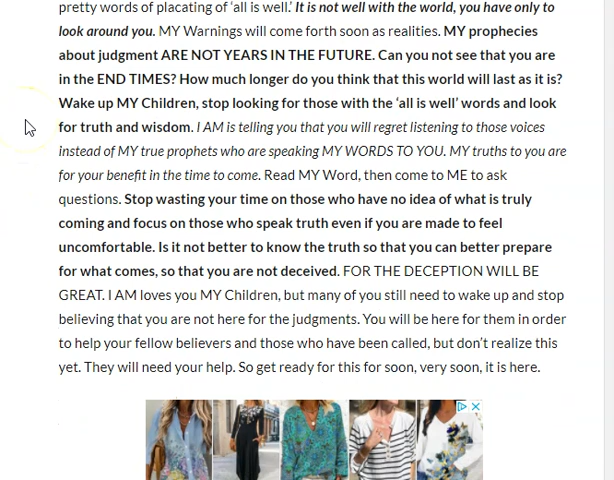 pretty words of placating of ‘all is well.’ It is not well with the world, you have only to
look around you. MY Warnings will come forth soon as realities. MY prophecies
about judgment ARE NOT YEARS IN THE FUTURE. Can you not see that you are
in the END TIMES? How much longer do you think that this world will last as it is?
Wake up MY Children, stop looking for those with the ‘all is well’ words and look
for truth and wisdom. I AM is telling you that you will regret listening to those voices
instead of MY true prophets who are speaking MY WORDS TO YOU. MY truths to you are
for your benefit in the time to come. Read MY Word, then come to ME to ask
questions. Stop wasting your time on those who have no idea of what is truly
coming and focus on those who speak truth even if you are made to feel
uncomfortable. Is it not better to know the truth so that you can better prepare
for what comes, so that you are not deceived. FOR THE DECEPTION WILL BE
GREAT. I AM loves you MY Children, but many of you still need to wake up and stop
believing that you are not here for the judgments. You will be here for them in order
to help your fellow believers and those who have been called, but don’t realize this
yet. They will need your help. So get ready for this for soon, very soon, it is here.